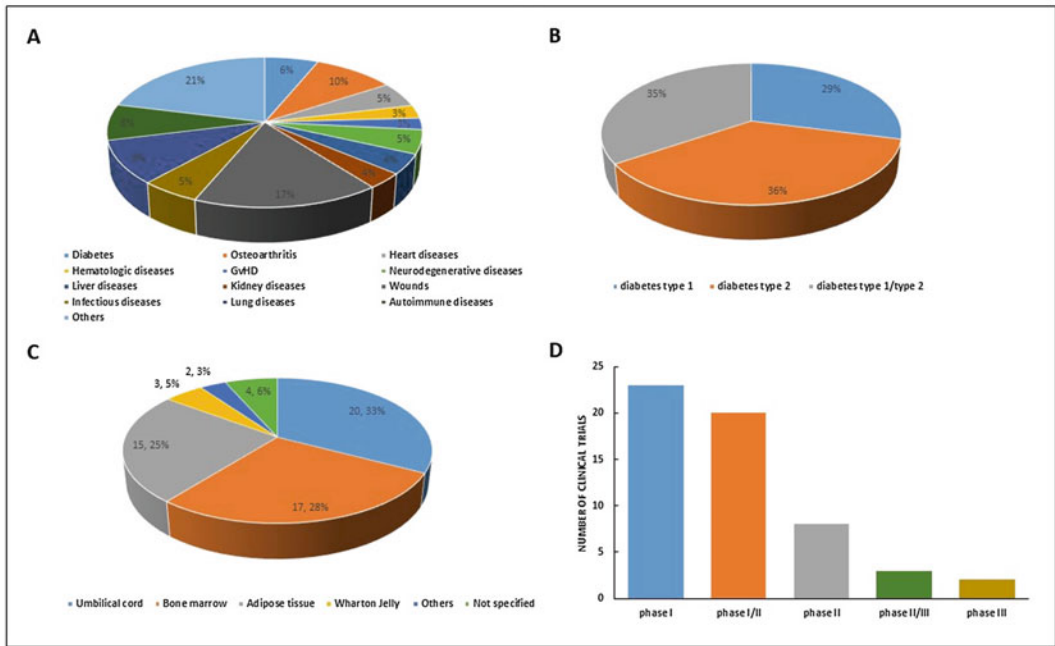 A
21%
6%
10%
5%
3%
5%
4%
4%
17%
5%
Diabetes Osteoarthritis Heart diseases
Hematologic diseases GvHD Neurodegenerative diseases
Liver diseases Kidney diseases Wounds
Infectious diseases Lung diseases Autoimmune diseases
Others
B
35%
29%
36%
diabetes type 1 diabetes type 2 diabetes type 1/type 2
C
2, 3%
3, 5%
4, 6%
20, 33%
15, 25%
17, 28%
Umbilical cord Bone marrow Adipose tissue Wharton Jelly Others Not specified
D
NUMBER OF CLINICAL TRIALS
25
20
15
10
5
0
phase I phase I/II phase II phase II/III phase III